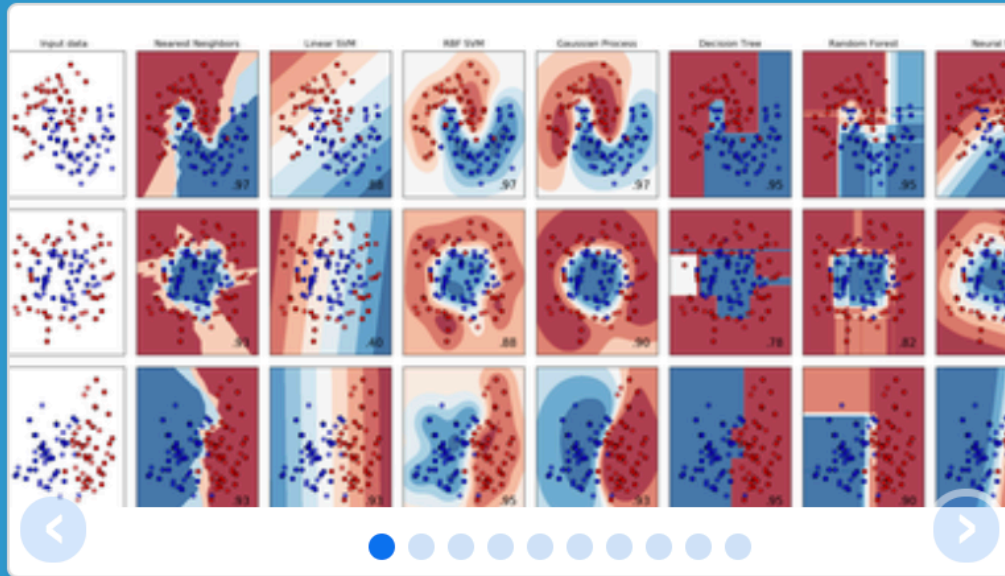 Input data Nearest Neighbors Linear SVM RBF SVM Gaussian Process Decision Tree Random Forest
.97 .88 .97 .97 .95 .95
.93 .40 .88 .90 .78 .82
.93 .93 .95 .93 .95 .90